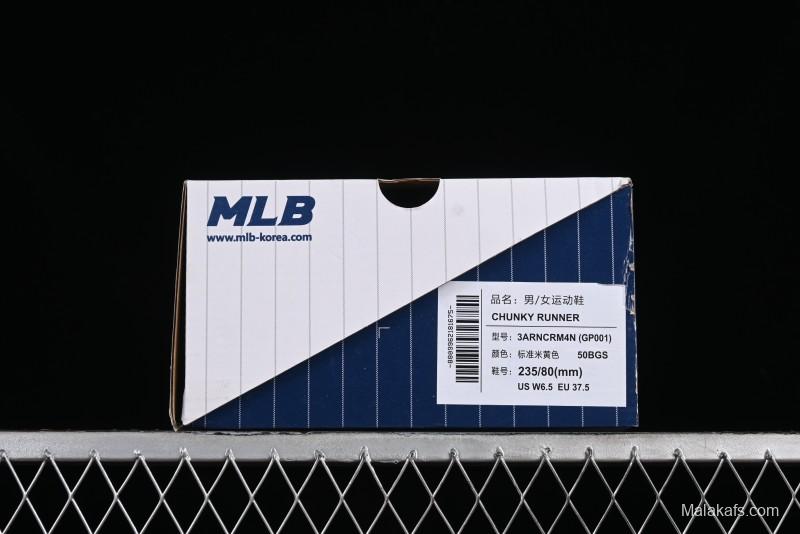 MLB
www.mlb-korea.com
品名: 男/女运动鞋
CHUNKY RUNNER
型号: 3ARNCRM4N (GP001)
颜色: 标准米黄色 50BGS
鞋号: 235/80(mm)
US W6.5 EU 37.5
Malakafs.com